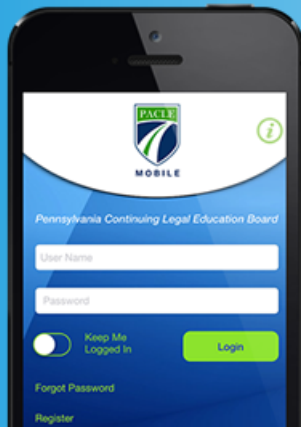 PACLE
MOBILE
i
Pennsylvania Continuing Legal Education Board
User Name
Password
Keep Me
Logged In
Login
Forgot Password
Register